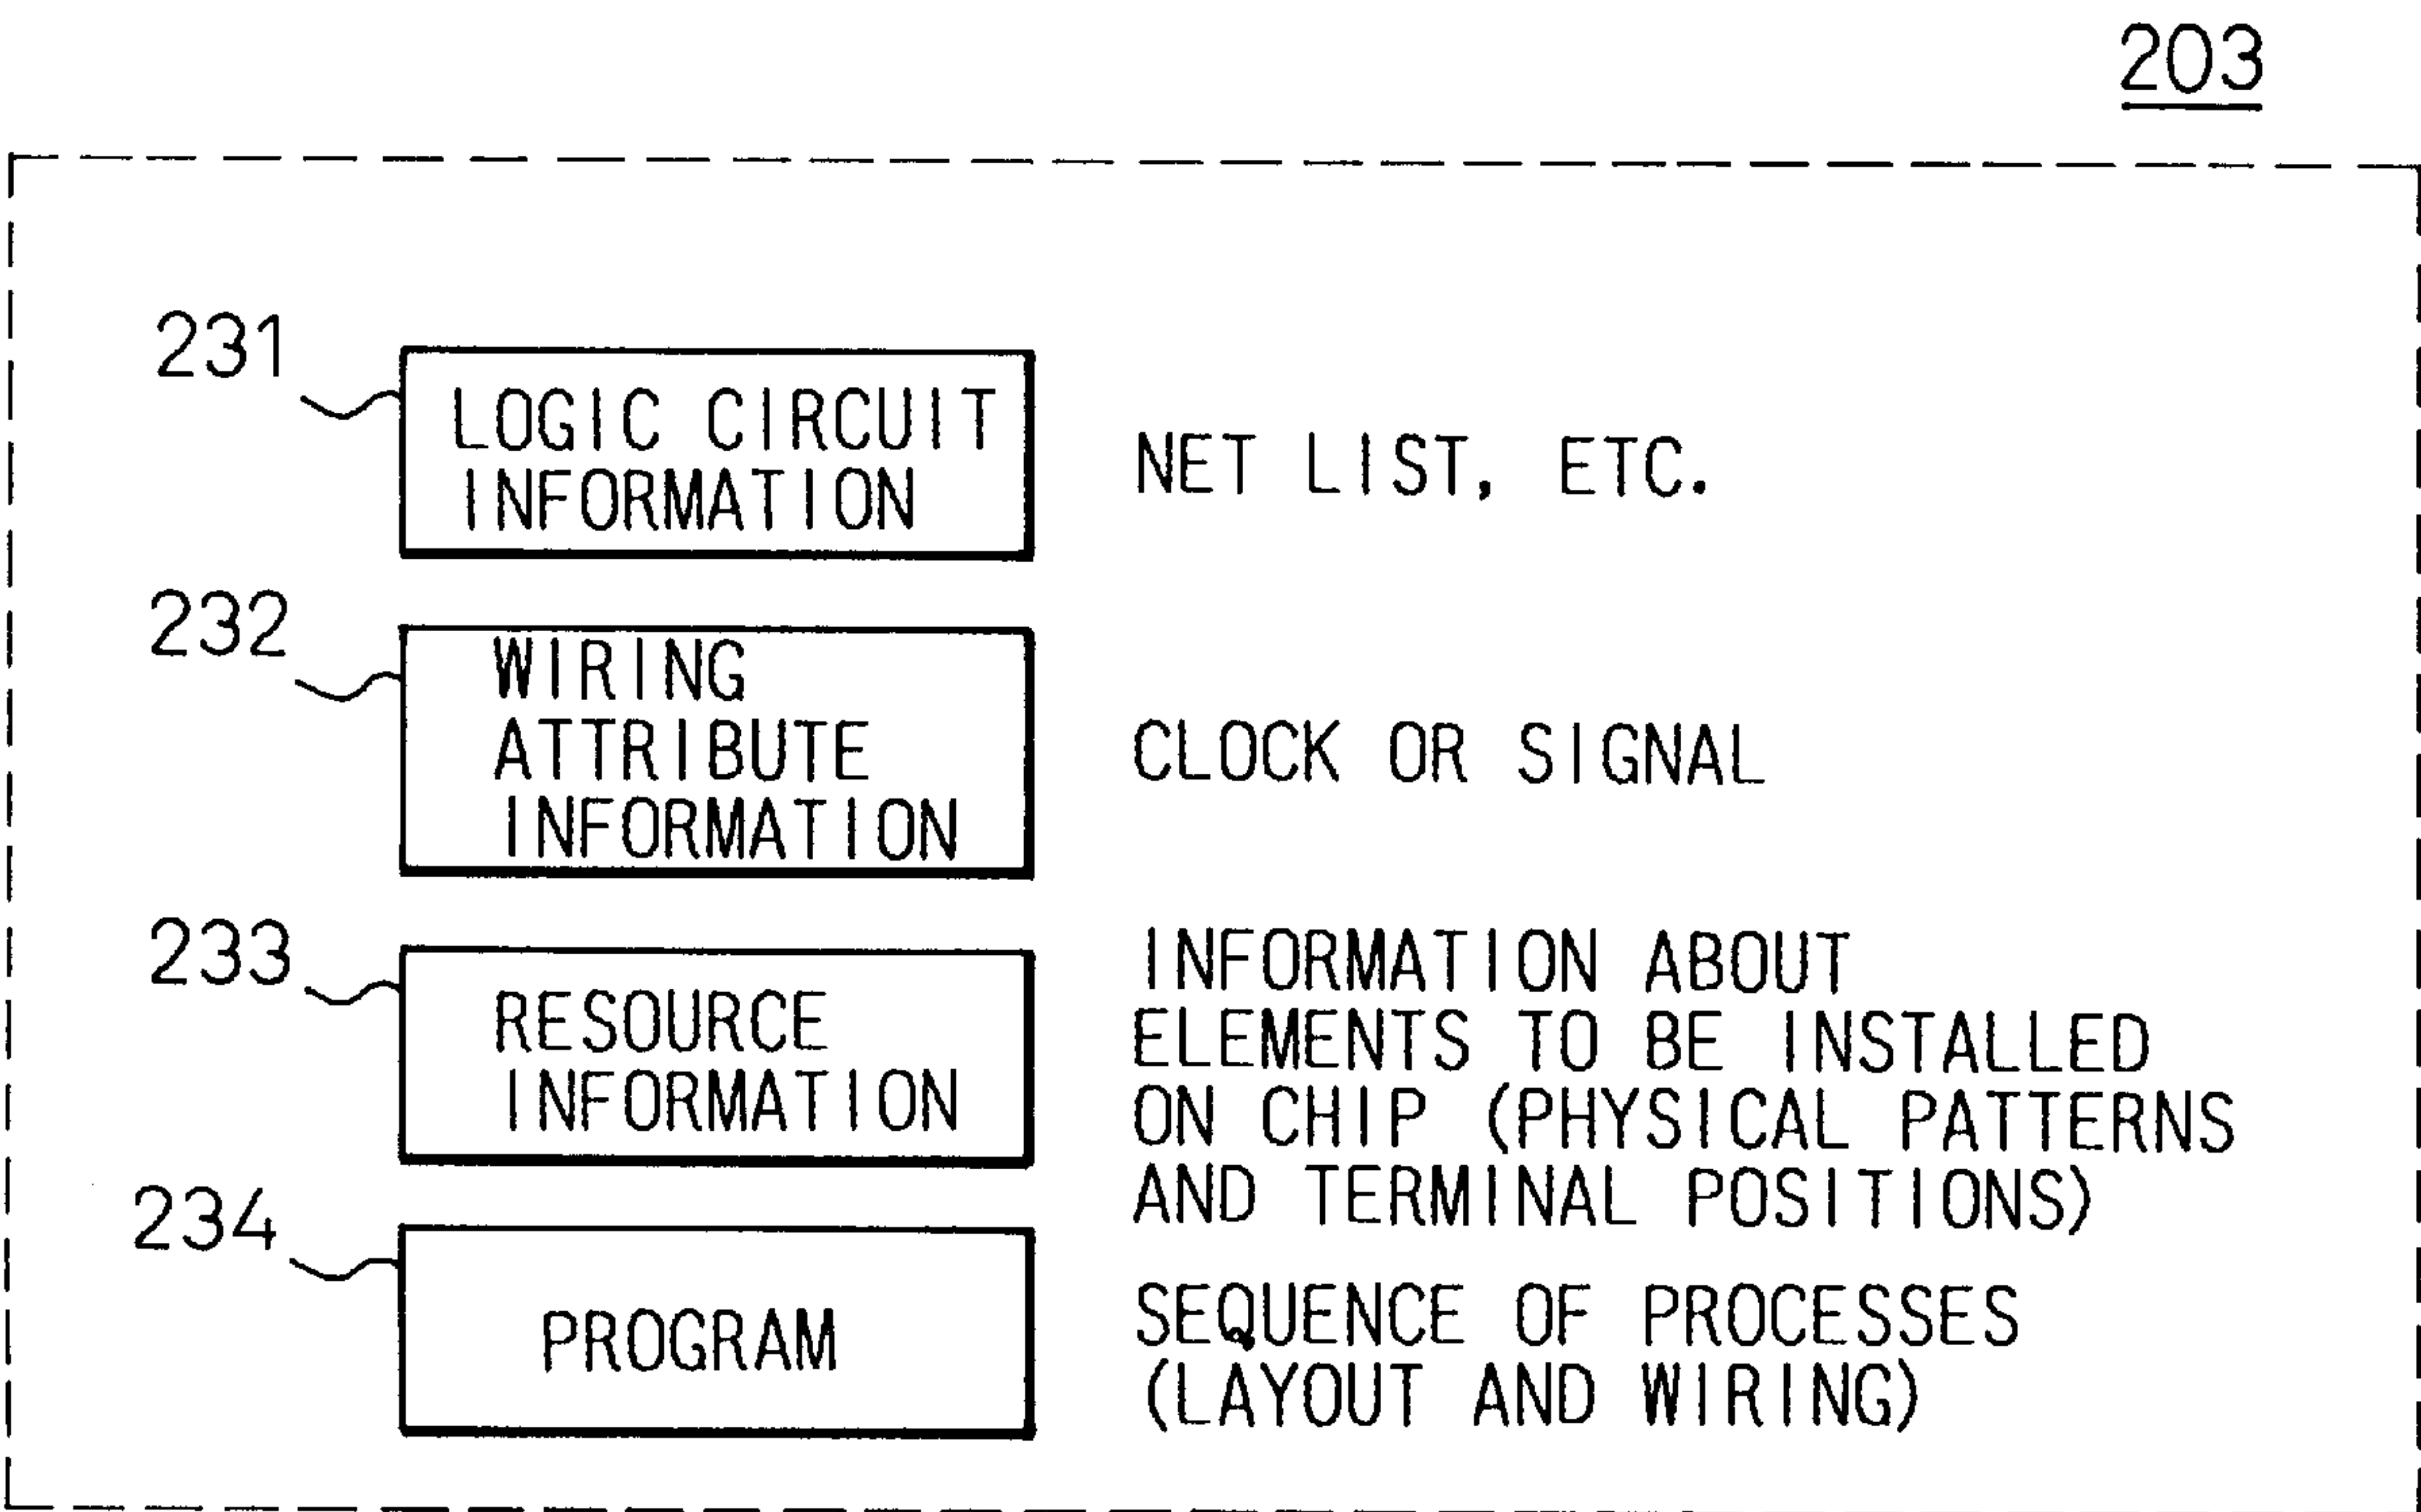 203
231
LOGIC CIRCUIT
INFORMATION
NET LIST, ETC.
232
WIRING
ATTRIBUTE
INFORMATION
CLOCK OR SIGNAL
233
RESOURCE
INFORMATION
INFORMATION ABOUT
ELEMENTS TO BE INSTALLED
ON CHIP (PHYSICAL PATTERNS
AND TERMINAL POSITIONS)
234
PROGRAM
SEQUENCE OF PROCESSES
(LAYOUT AND WIRING)